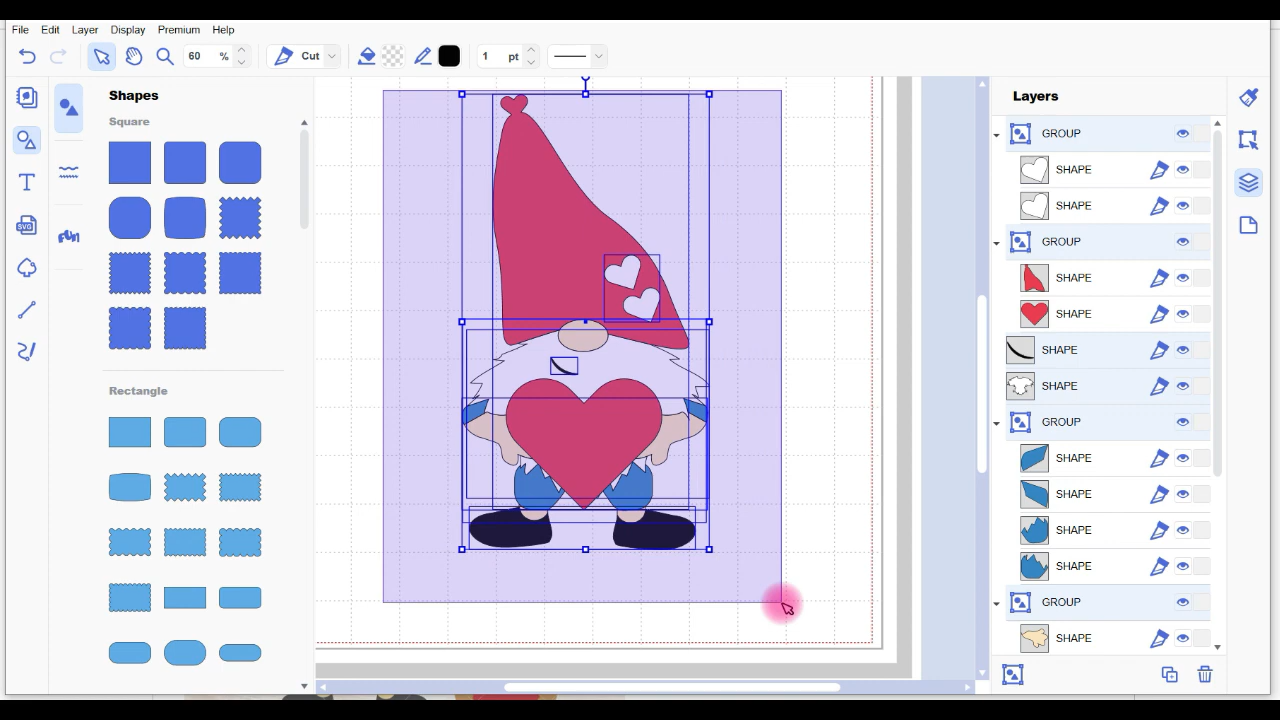 File Edit Layer Display Premium Help
60 % Cut 1 pt
Shapes
Square
Rectangle
T
SVG
Layers
GROUP
SHAPE
SHAPE
GROUP
SHAPE
SHAPE
SHAPE
SHAPE
GROUP
SHAPE
SHAPE
SHAPE
SHAPE
GROUP
SHAPE